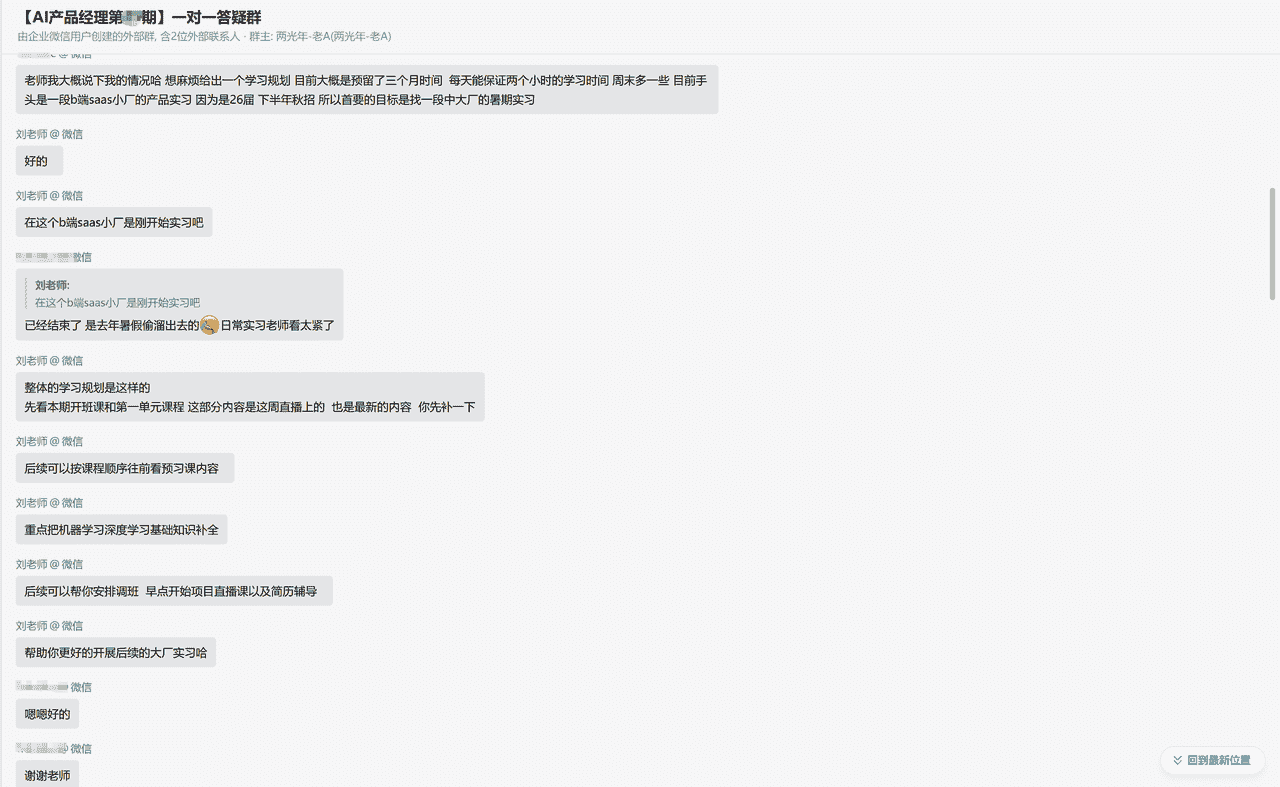 【AI产品经理第期】一对一答疑群
由企业微信用户创建的外部群, 含2位外部联系人 · 群主: 两光年-老A(两光年-老A)
@ 微信
老师我大概说下我的情况哈 想麻烦给出一个学习规划 目前大概是预留了三个月时间 每天能保证两个小时的学习时间 周末多一些 目前手
头是一段b端saas小厂的产品实习 因为是26届 下半年秋招 所以首要的目标是找一段中大厂的暑期实习
刘老师 @ 微信
好的
刘老师 @ 微信
在这个b端saas小厂是刚开始实习吧
微信
刘老师:
在这个b端saas小厂是刚开始实习吧
已经结束了 是去年暑假偷溜出去的日常实习老师看太紧了
刘老师 @ 微信
整体的学习规划是这样的
先看本期开班课和第一单元课程 这部分内容是这周直播上的 也是最新的内容 你先补一下
刘老师 @ 微信
后续可以按课程顺序往前看预习课内容
刘老师 @ 微信
重点把机器学习深度学习基础知识补全
刘老师 @ 微信
后续可以帮你安排调班 早点开始项目直播课以及简历辅导
刘老师 @ 微信
帮助你更好的开展后续的大厂实习哈
微信
嗯嗯好的
微信
谢谢老师
回到最新位置